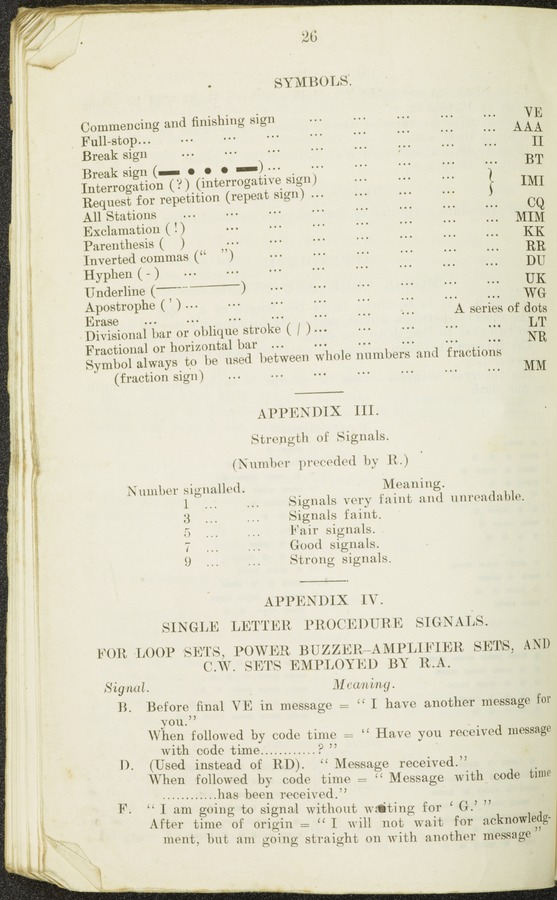 26
SYMBOLS.
Commencing and finishing sign ... ... ... ... ... VE
Full-stop... ... ... ... ... ... ... ... AAA
Break sign ... ... ... ... ... ... ... ... II
Break sign (▬ • • • ▬) ... ... ... ... ... ... BT
Interrogation (?) (interrogative sign) ... ... ... } IMI
Request for repetition (repeat sign) ... ... ... ...
All Stations ... ... ... ... ... ... ... ... CQ
Exclamation (!) ... ... ... ... ... ... ... MIM
Parenthesis ( ) ... ... ... ... ... ... ... KK
Inverted commas (“ ”) ... ... ... ... ... ... RR
Hyphen (-) ... ... ... ... ... ... ... ... DU
Underline (————) ... ... ... ... ... ... UK
Apostrophe (’)... ... ... ... ... ... ... ... WG
Erase ... ... ... ... ... ... ... A series of dots
Divisional bar or oblique stroke ( / )... ... ... ... ... LT
Fractional or horizontal bar ... ... ... ... ... ... NR
Symbol always to be used between whole numbers and fractions
(fraction sign) ... ... ... ... ... ... ... MM
APPENDIX III.
Strength of Signals.
(Number preceded by R.)
Number signalled. Meaning.
1 ... ... Signals very faint and unreadable.
3 ... ... Signals faint.
5 ... ... Fair signals.
7 ... ... Good signals.
9 ... ... Strong signals.
APPENDIX IV.
SINGLE LETTER PROCEDURE SIGNALS.
FOR LOOP SETS, POWER BUZZER-AMPLIFIER SETS, AND
C.W. SETS EMPLOYED BY R.A.
Signal. Meaning.
B. Before final VE in message = “ I have another message for
you.”
When followed by code time = “ Have you received message
with code time............? ”
D. (Used instead of RD). “ Message received.”
When followed by code time = “ Message with code time
............has been received.”
F. “ I am going to signal without waiting for ‘ G.’ ”
After time of origin = “ I will not wait for acknowledg-
ment, but am going straight on with another message ”